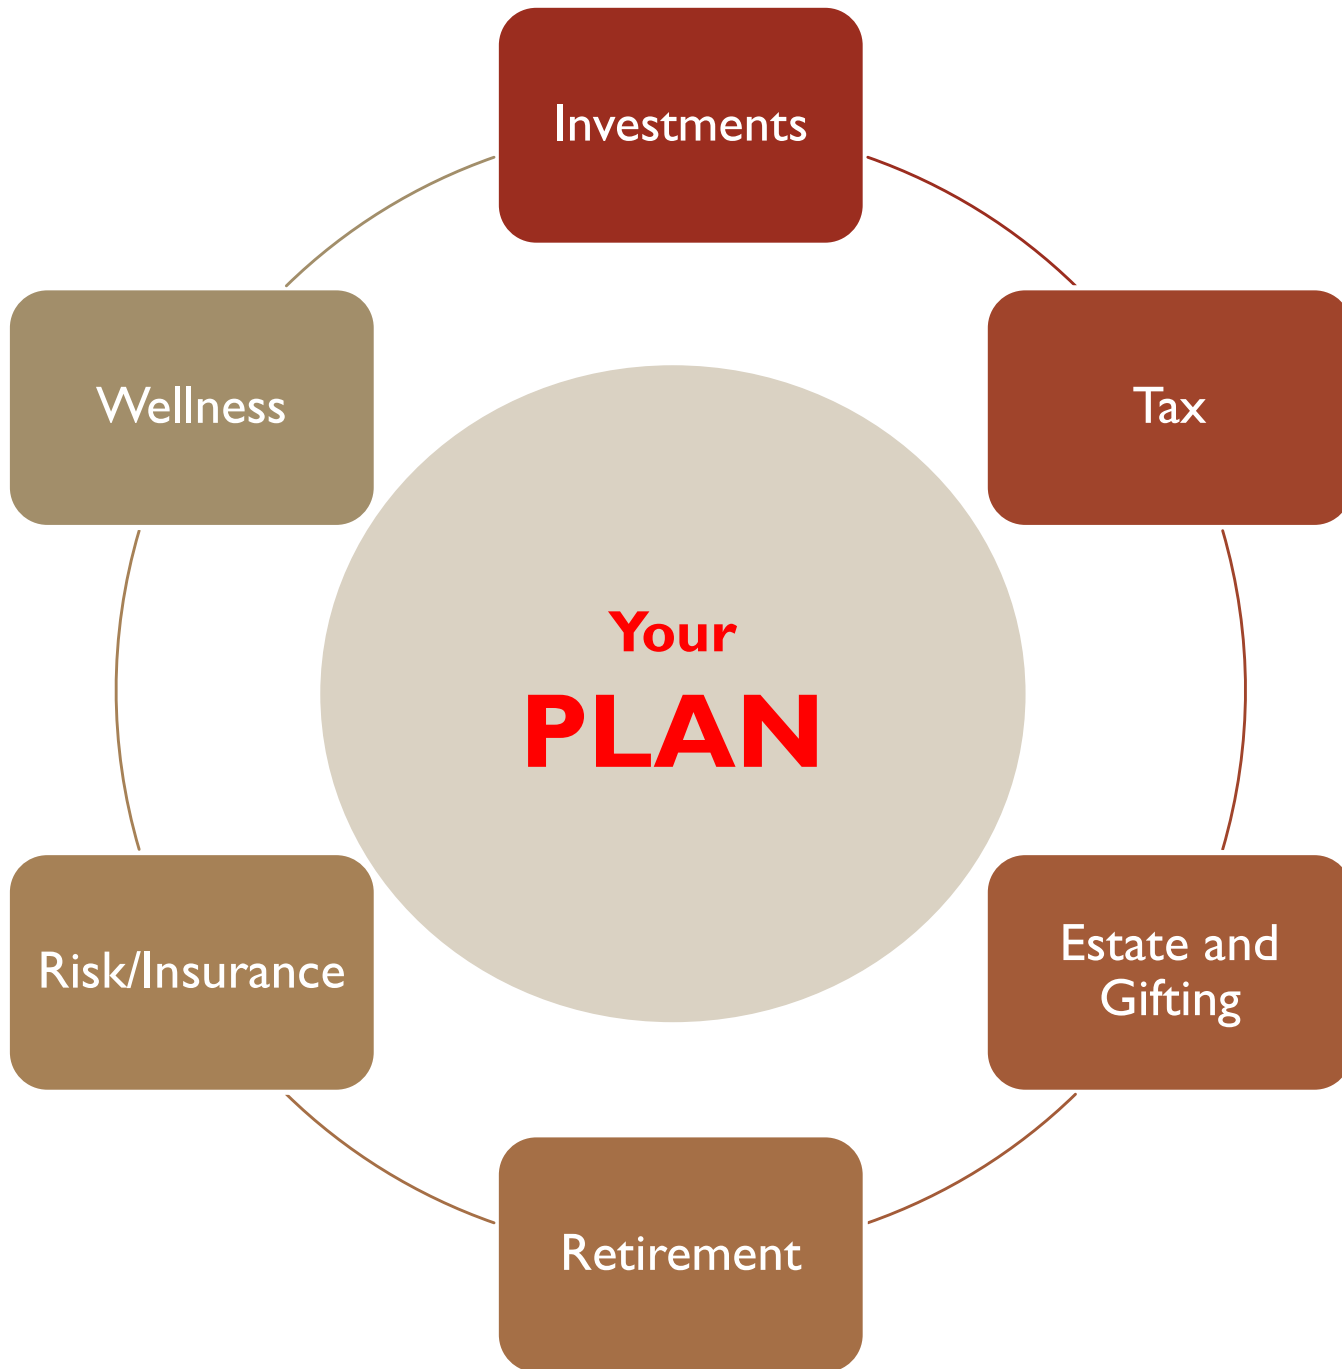 Investments
Wellness
Tax
Your
PLAN
Risk/Insurance
Estate and
Gifting
Retirement